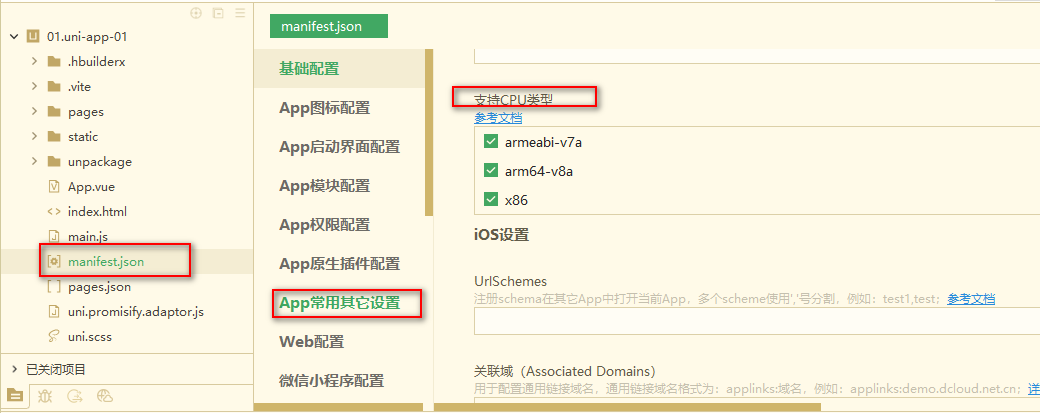 01.uni-app-01
.hbuilderx
.vite
pages
static
unpackage
App.vue
index.html
main.js
manifest.json
pages.json
uni.promisify.adaptor.js
uni.scss
已关闭项目
manifest.json
基础配置
App图标配置
App启动界面配置
App模块配置
App权限配置
App原生插件配置
App常用其它设置
Web配置
微信小程序配置
支持CPU类型
参考文档
armeabi-v7a
arm64-v8a
x86
iOS设置
UrlSchemes
注册schema在其它App中打开当前App，多个scheme使用','号分割，例如：test1,test；参考文档
关联域（Associated Domains）
用于配置通用链接域名，通用链接域名格式为：applinks:域名，例如：applinks:demo.dcloud.net.cn；详